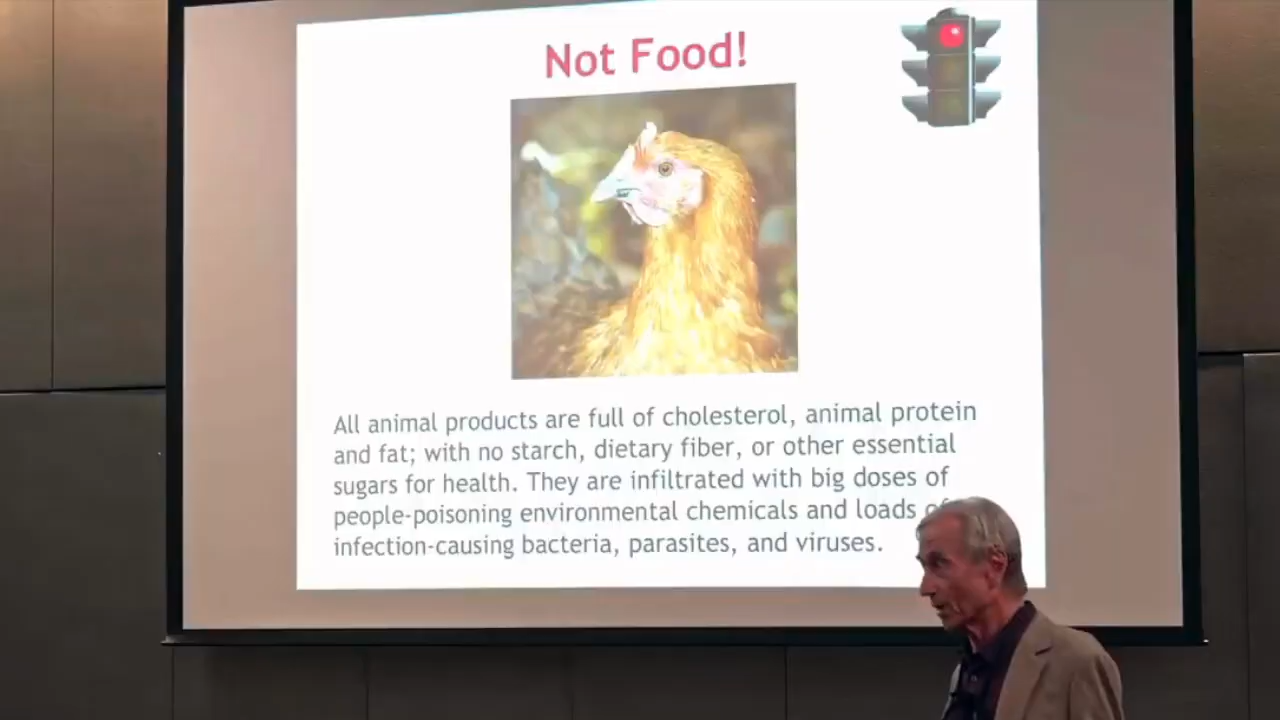 Not Food!
All animal products are full of cholesterol, animal protein
and fat; with no starch, dietary fiber, or other essential
sugars for health. They are infiltrated with big doses of
people-poisoning environmental chemicals and loads of
infection-causing bacteria, parasites, and viruses.